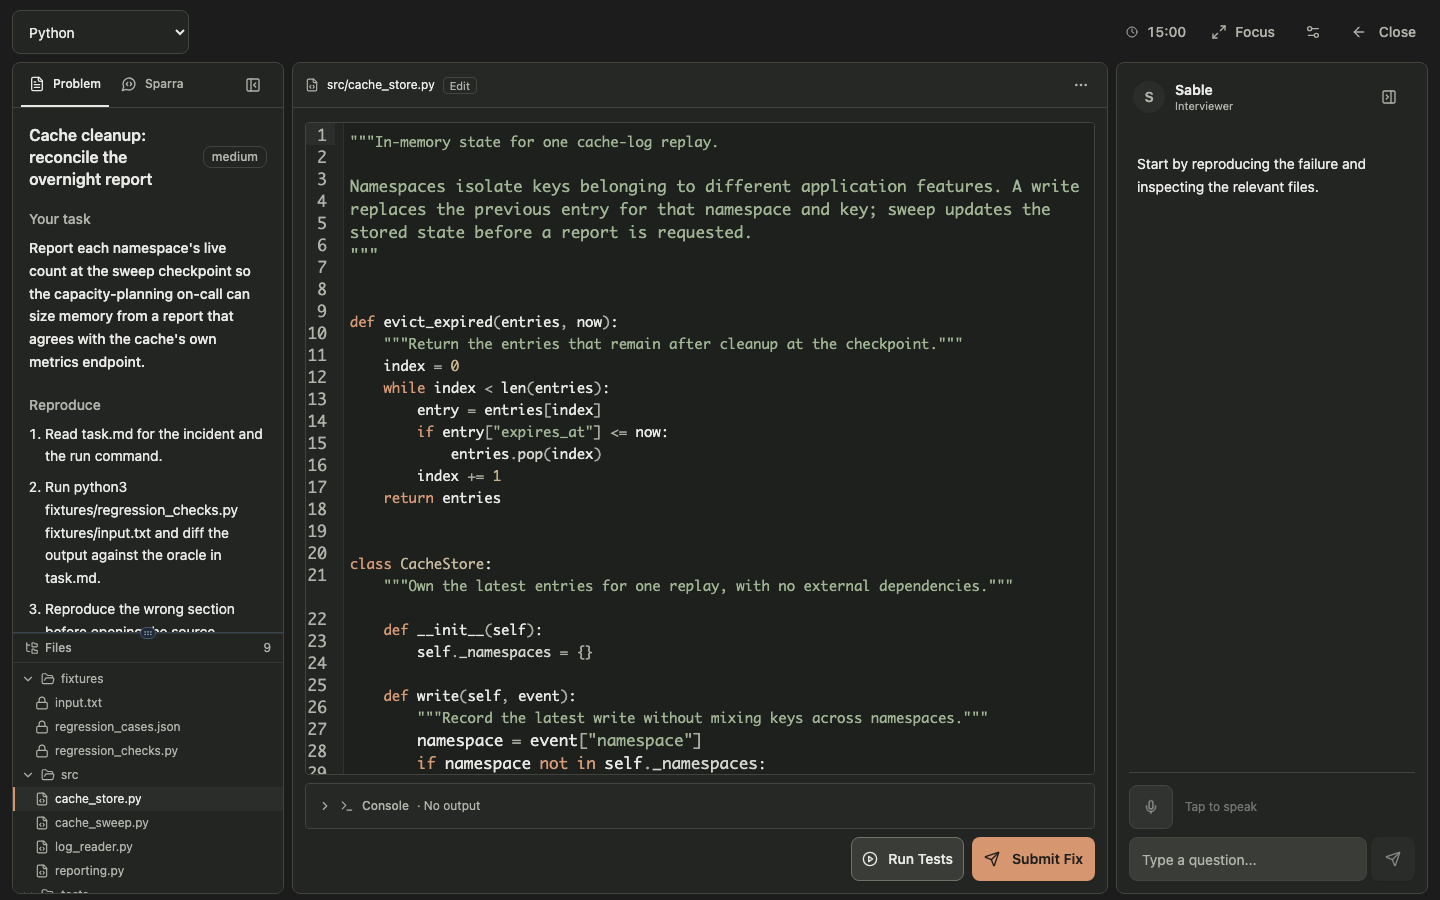 Python
15:00
Focus
Close
Problem
Sparra
Cache cleanup:
reconcile the
overnight report
medium
Your task
Report each namespace's live
count at the sweep checkpoint so
the capacity-planning on-call can
size memory from a report that
agrees with the cache's own
metrics endpoint.
Reproduce
1. Read task.md for the incident and
the run command.
2. Run python3
fixtures/regression_checks.py
fixtures/input.txt and diff the
output against the oracle in
task.md.
3. Reproduce the wrong section
before opening the source
Files
9
fixtures
input.txt
regression_cases.json
regression_checks.py
src
cache_store.py
cache_sweep.py
log_reader.py
reporting.py
tests
src/cache_store.py
Edit
1
2
3
4
5
6
7
8
9
10
11
12
13
14
15
16
17
18
19
20
21
22
23
24
25
26
27
28
29
"""In-memory state for one cache-log replay.
Namespaces isolate keys belonging to different application features. A write
replaces the previous entry for that namespace and key; sweep updates the
stored state before a report is requested.
"""
def evict_expired(entries, now):
"""Return the entries that remain after cleanup at the checkpoint."""
index = 0
while index < len(entries):
entry = entries[index]
if entry["expires_at"] <= now:
entries.pop(index)
index += 1
return entries
class CacheStore:
"""Own the latest entries for one replay, with no external dependencies."""
def __init__(self):
self._namespaces = {}
def write(self, event):
"""Record the latest write without mixing keys across namespaces."""
namespace = event["namespace"]
if namespace not in self._namespaces:
Console · No output
Run Tests
Submit Fix
S
Sable
Interviewer
Start by reproducing the failure and
inspecting the relevant files.
Tap to speak
Type a question...